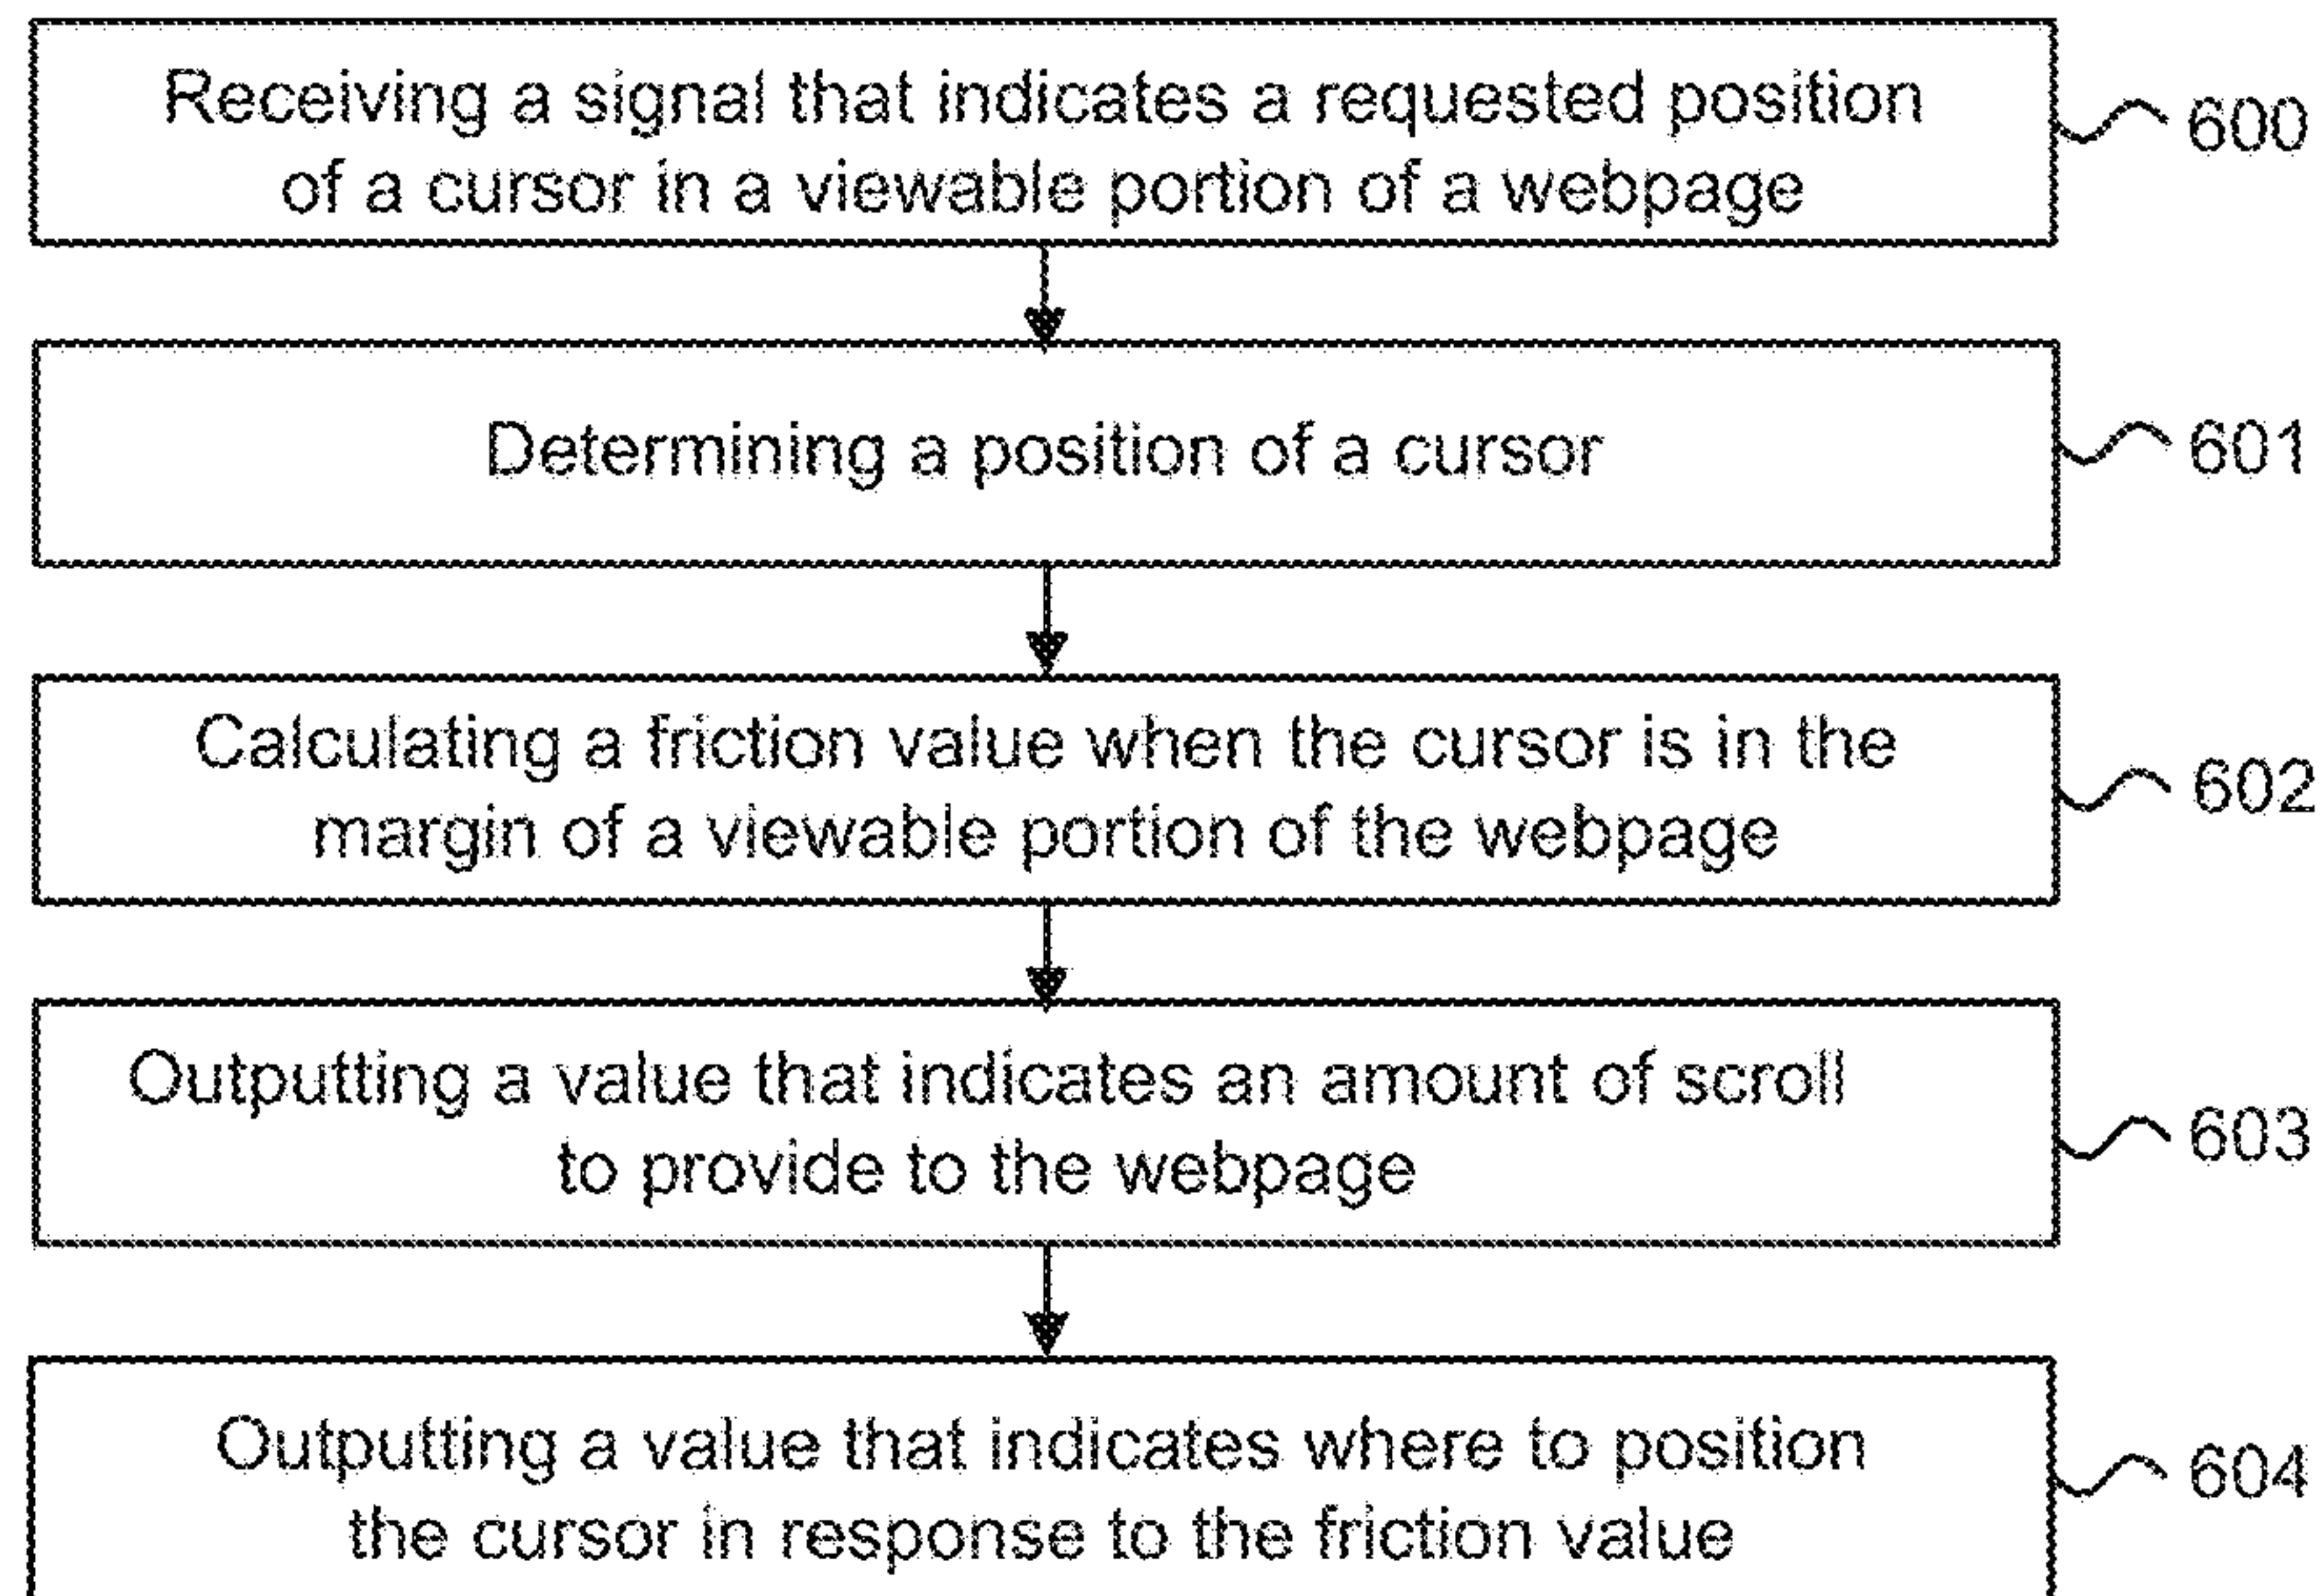 Receiving a signal that indicates a requested position
of a cursor in a viewable portion of a webpage
600
Determining a position of a cursor
601
Calculating a friction value when the cursor is in the
margin of a viewable portion of the webpage
602
Outputting a value that indicates an amount of scroll
to provide to the webpage
603
Outputting a value that indicates where to position
the cursor in response to the friction value
604